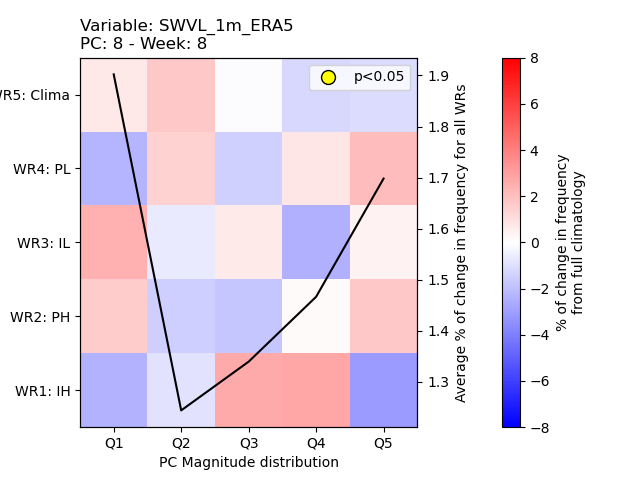 Variable: SWVL_1m_ERA5
PC: 8 - Week: 8
p<0.05
WR5: Clima
WR4: PL
WR3: IL
WR2: PH
WR1: IH
Q1 Q2 Q3 Q4 Q5
PC Magnitude distribution
1.9
1.8
1.7
1.6
1.5
1.4
1.3
Average % of change in frequency for all WRs
8
6
4
2
0
−2
−4
−6
−8
% of change in frequency
from full climatology